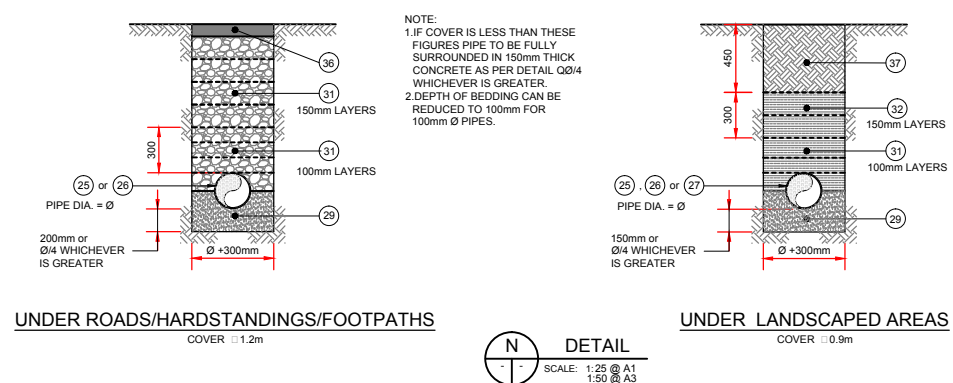 NOTE:
1.IF COVER IS LESS THAN THESE
FIGURES PIPE TO BE FULLY
SURROUNDED IN 150mm THICK
CONCRETE AS PER DETAIL QØ/4
WHICHEVER IS GREATER.
2.DEPTH OF BEDDING CAN BE
REDUCED TO 100mm FOR
100mm Ø PIPES.
36
31
150mm LAYERS
300
31
100mm LAYERS
25 or 26
PIPE DIA. = Ø
29
200mm or
Ø/4 WHICHEVER
IS GREATER
Ø +300mm
UNDER ROADS/HARDSTANDINGS/FOOTPATHS
COVER □ 1.2m
450
37
300
32
150mm LAYERS
31
100mm LAYERS
25 , 26 or 27
PIPE DIA. = Ø
29
150mm or
Ø/4 WHICHEVER
IS GREATER
Ø +300mm
UNDER LANDSCAPED AREAS
COVER □ 0.9m
N
- -
DETAIL
SCALE: 1:25 @ A1
1:50 @ A3